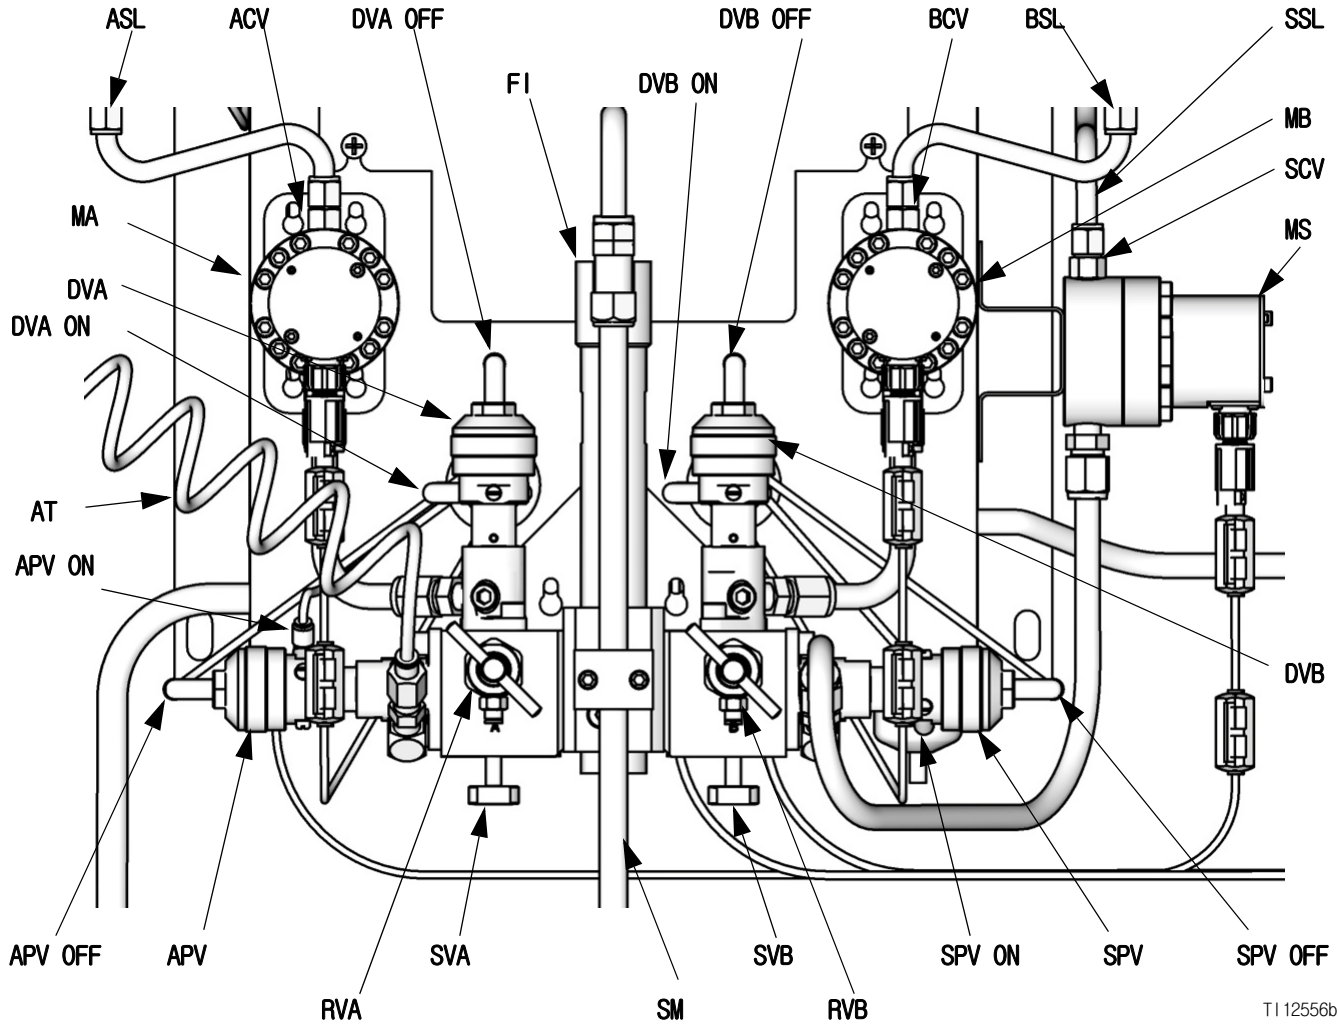 ASL ACV DVA OFF DVB OFF BCV BSL SSL
FI DVB ON
MB
SCV
MA MS
DVA
DVA ON
AT
APV ON
DVB
APV OFF APV SVA SVB SPV ON SPV SPV OFF
RVA SM RVB
TI12556b
A B